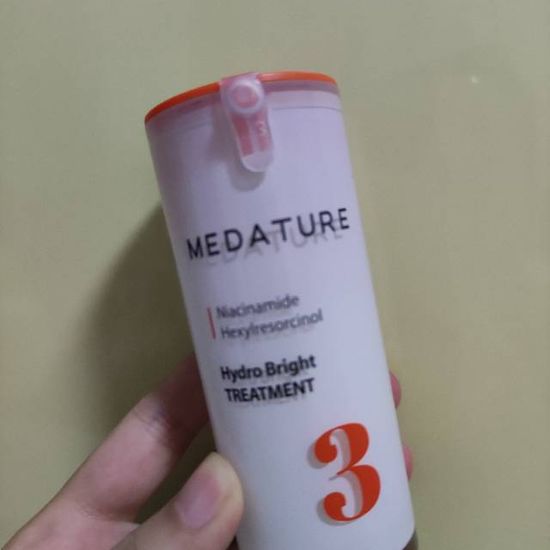 MEDATURE
Niacinamide
Hexylresorcinol
Hydro Bright
TREATMENT
3